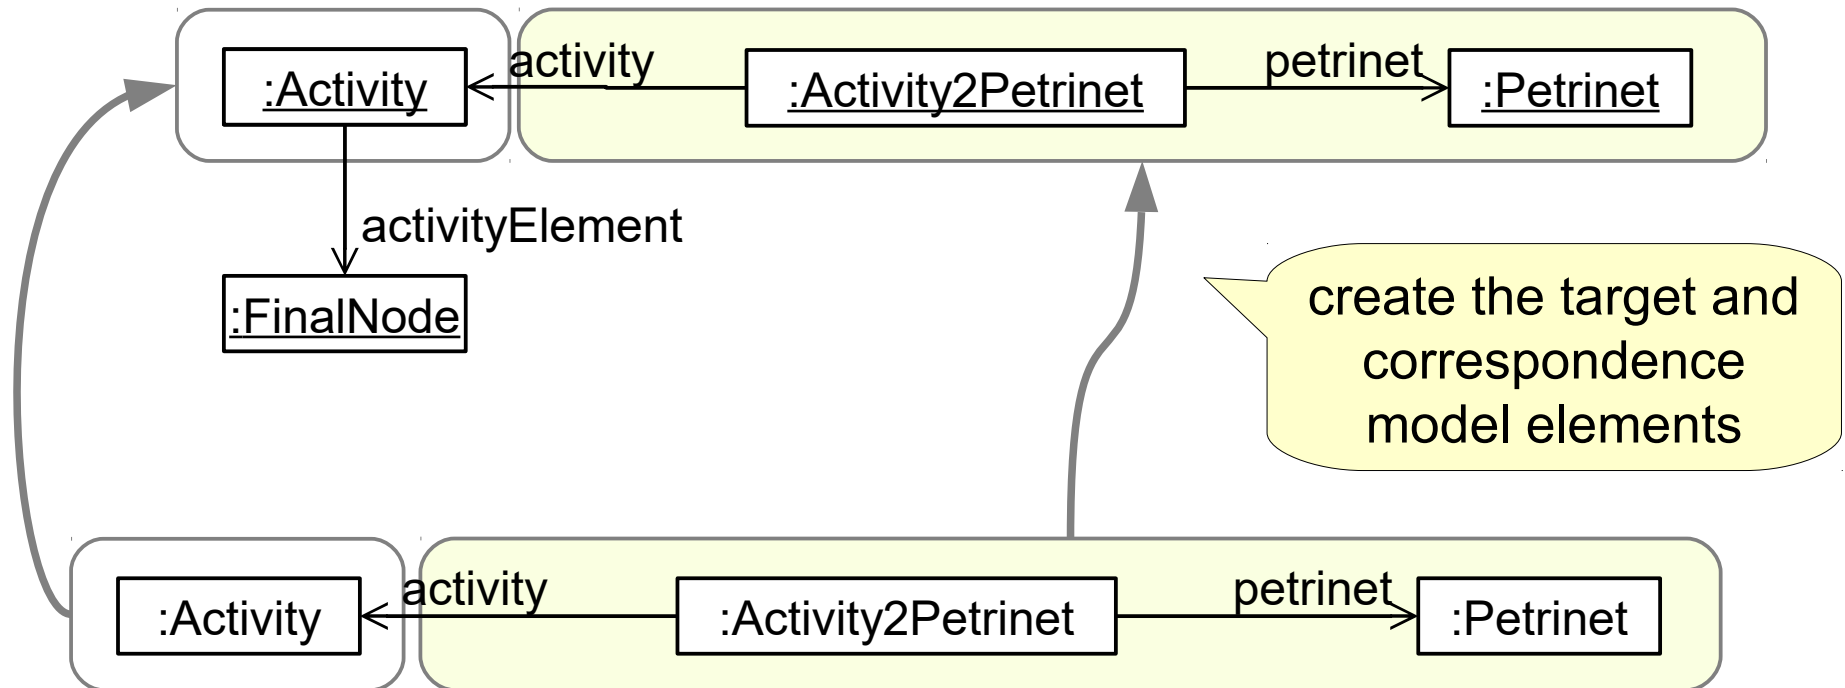 activity
petrinet
:Activity
:Activity2Petrinet
:Petrinet
activityElement
:FinalNode
create the target and
correspondence
model elements
activity
petrinet
:Activity
:Activity2Petrinet
:Petrinet